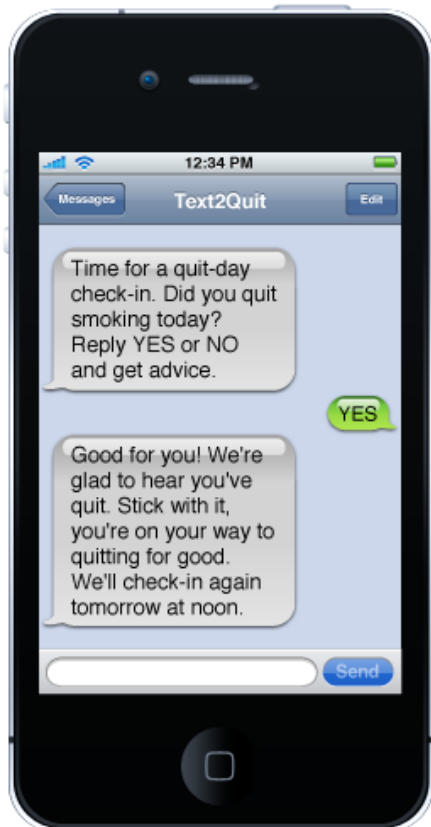 12:34 PM
Messages
Text2Quit
Edit
Time for a quit-day
check-in. Did you quit
smoking today?
Reply YES or NO
and get advice.
YES
Good for you! We're
glad to hear you've
quit. Stick with it,
you're on your way to
quitting for good.
We'll check-in again
tomorrow at noon.
Send